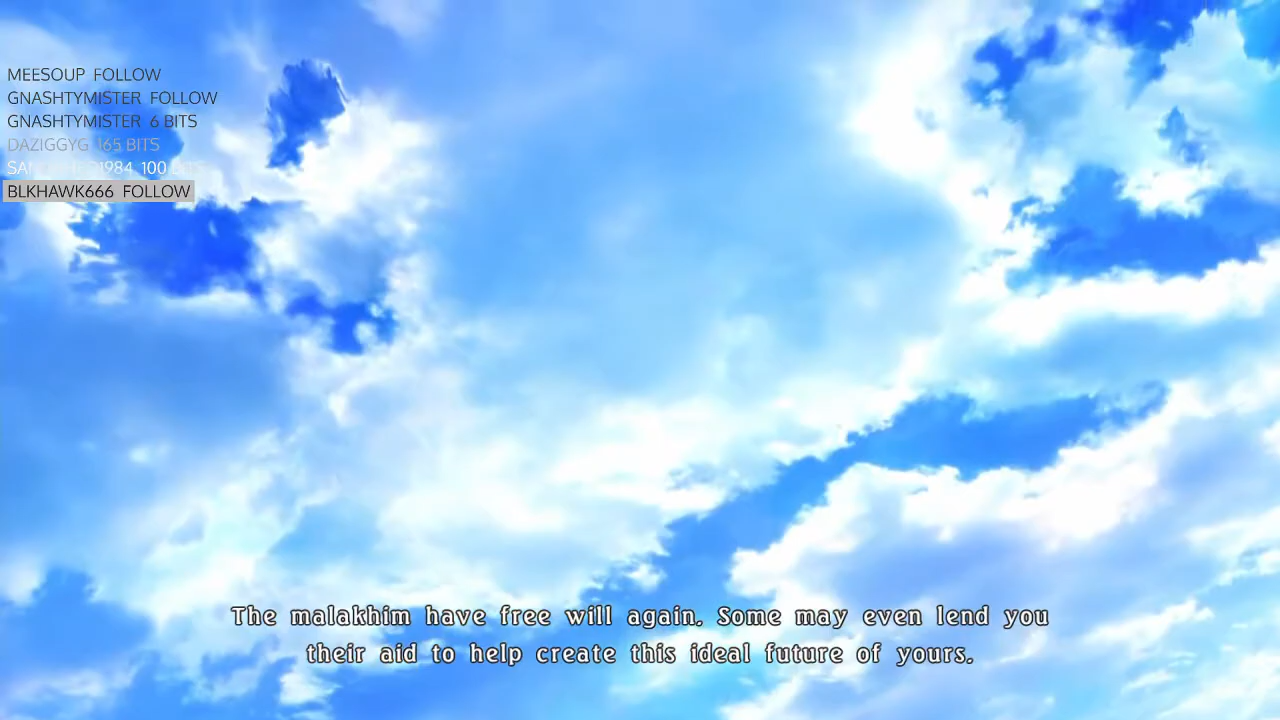 MEESOUP FOLLOW
GNASHTYMISTER FOLLOW
GNASHTYMISTER 6 BITS
DAZIGGYG 165 BITS
100 BITS
BLKHAWK666 FOLLOW
The malakhim have free will again. Some may even lend you
their aid to help create this ideal future of yours.